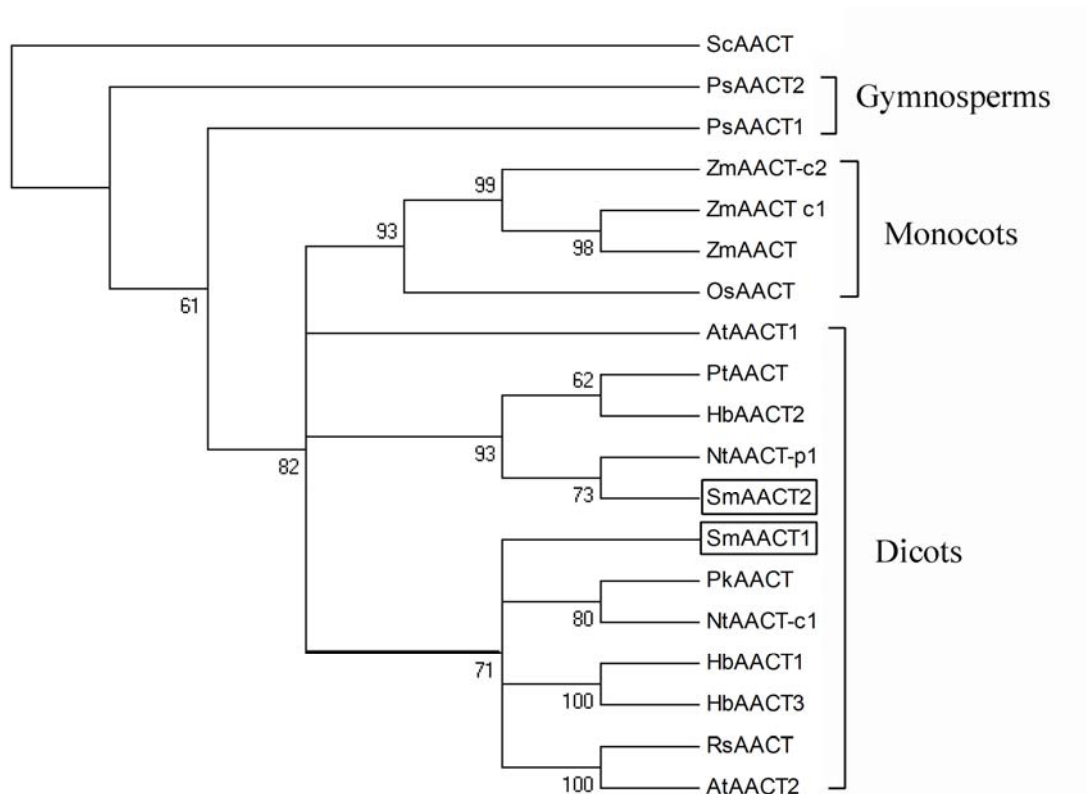 ScAACT
PsAACT2
Gymnosperms
PsAACT1
ZmAACT-c2
99
ZmAACT c1
93
Monocots
98
ZmAACT
OsAACT
61
AtAACT1
PtAACT
62
HbAACT2
NtAACT-p1
93
82
73
SmAACT2
SmAACT1
Dicots
PkAACT
80
NtAACT-c1
HbAACT1
71
100
HbAACT3
RsAACT
100
AtAACT2